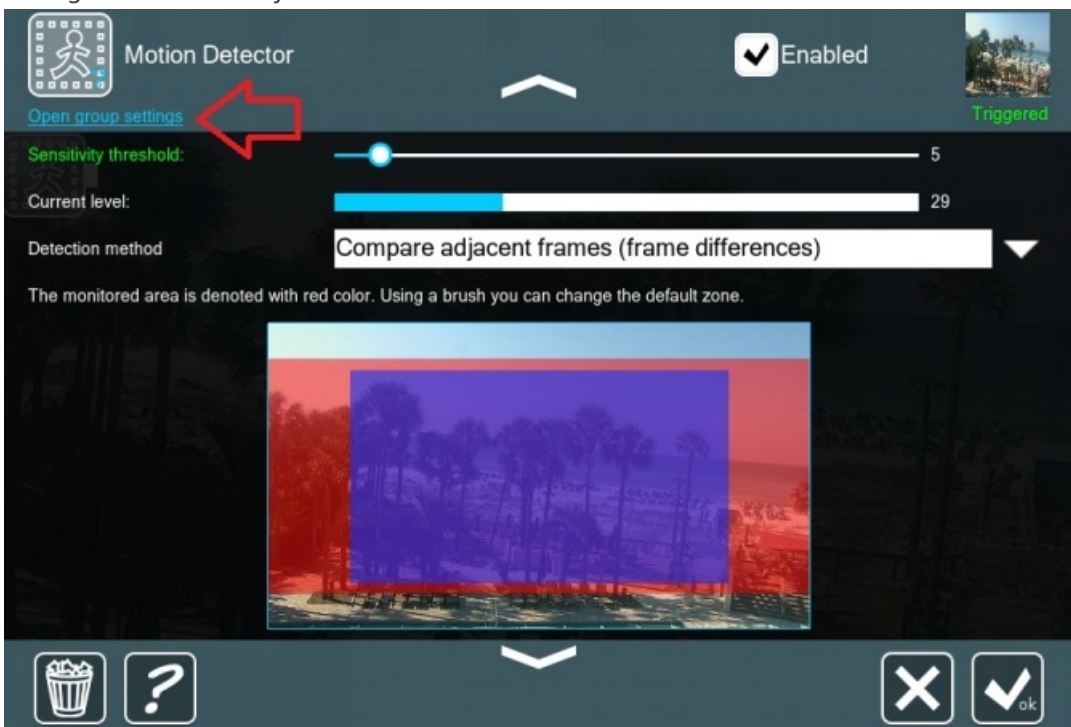 Motion Detector
Enabled
Open group settings
Triggered
Sensitivity threshold:
5
Current level:
29
Detection method
Compare adjacent frames (frame differences)
The monitored area is denoted with red color. Using a brush you can change the default zone.
?
ok